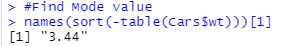 > #Find Mode value
> names(sort(-table(Cars$wt)))[1]
[1] "3.44"